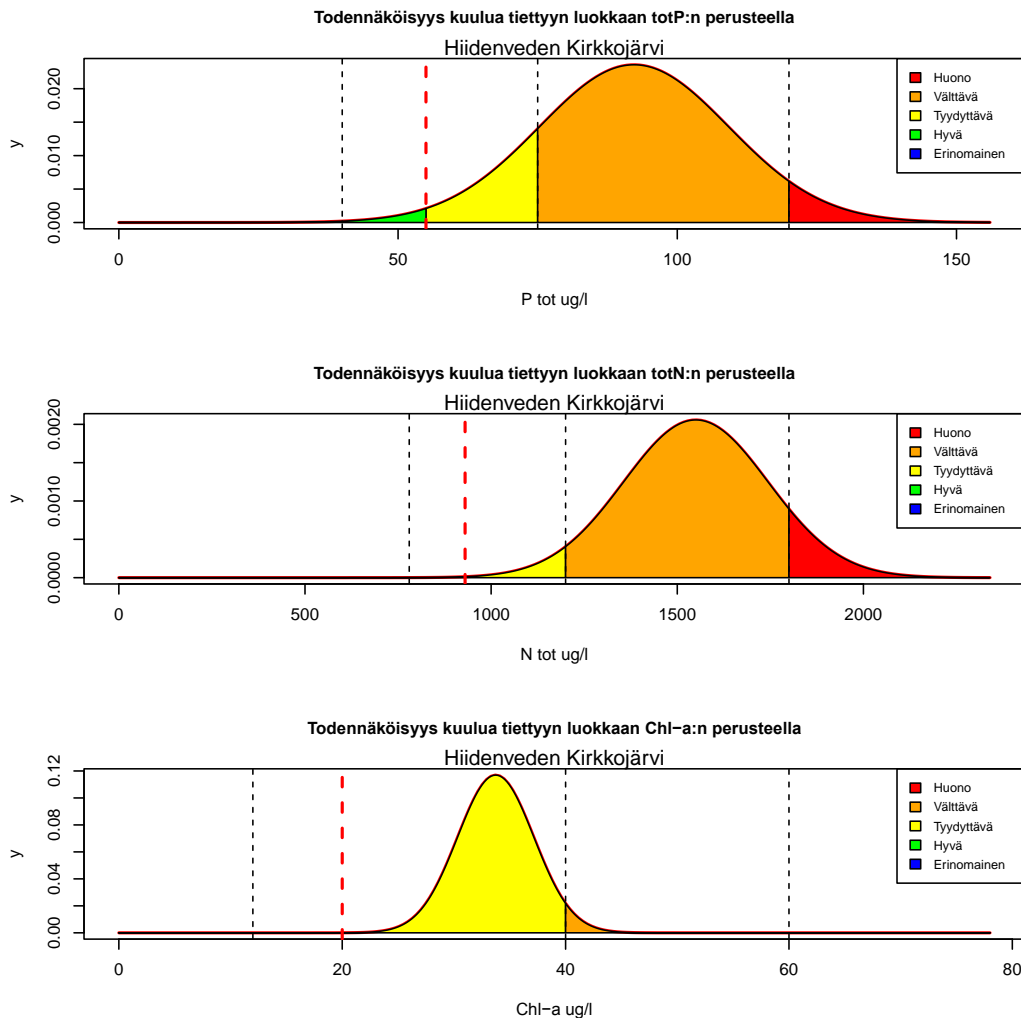 Todennäköisyys kuulua tiettyyn luokkaan totP:n perusteella
Hiidenveden Kirkkojärvi
y
0.020
0.010
0.000
Huono
Välttävä
Tyydyttävä
Hyvä
Erinomainen
0 50 100 150
P tot ug/l
Todennäköisyys kuulua tiettyyn luokkaan totN:n perusteella
Hiidenveden Kirkkojärvi
y
0.0020
0.0010
0.0000
Huono
Välttävä
Tyydyttävä
Hyvä
Erinomainen
0 500 1000 1500 2000
N tot ug/l
Todennäköisyys kuulua tiettyyn luokkaan Chl−a:n perusteella
Hiidenveden Kirkkojärvi
y
0.12
0.08
0.04
0.00
Huono
Välttävä
Tyydyttävä
Hyvä
Erinomainen
0 20 40 60 80
Chl−a ug/l